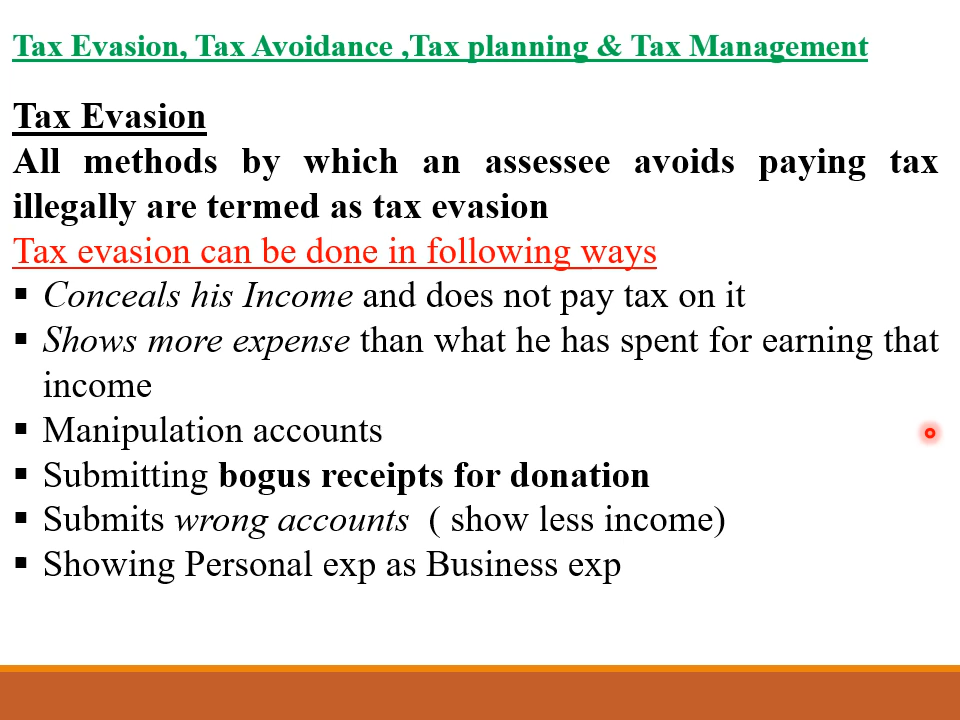 Tax Evasion, Tax Avoidance ,Tax planning & Tax Management
Tax Evasion
All methods by which an assessee avoids paying tax
illegally are termed as tax evasion
Tax evasion can be done in following ways
▪ Conceals his Income and does not pay tax on it
▪ Shows more expense than what he has spent for earning that
income
▪ Manipulation accounts
▪ Submitting bogus receipts for donation
▪ Submits wrong accounts ( show less income)
▪ Showing Personal exp as Business exp